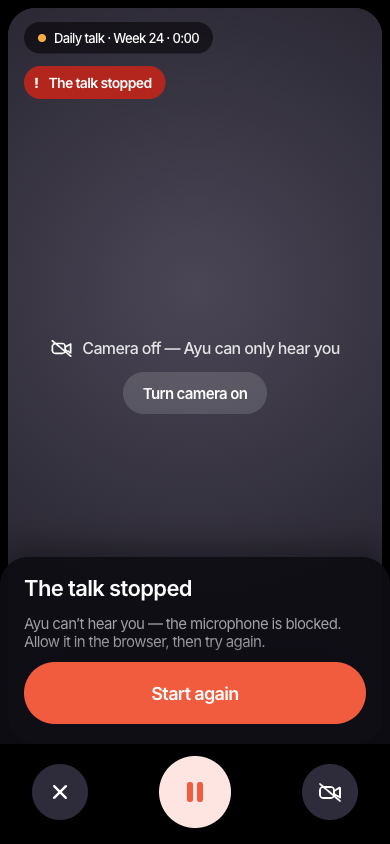 Daily talk · Week 24 · 0:00
! The talk stopped
Camera off — Ayu can only hear you
Turn camera on
The talk stopped
Ayu can’t hear you — the microphone is blocked.
Allow it in the browser, then try again.
Start again